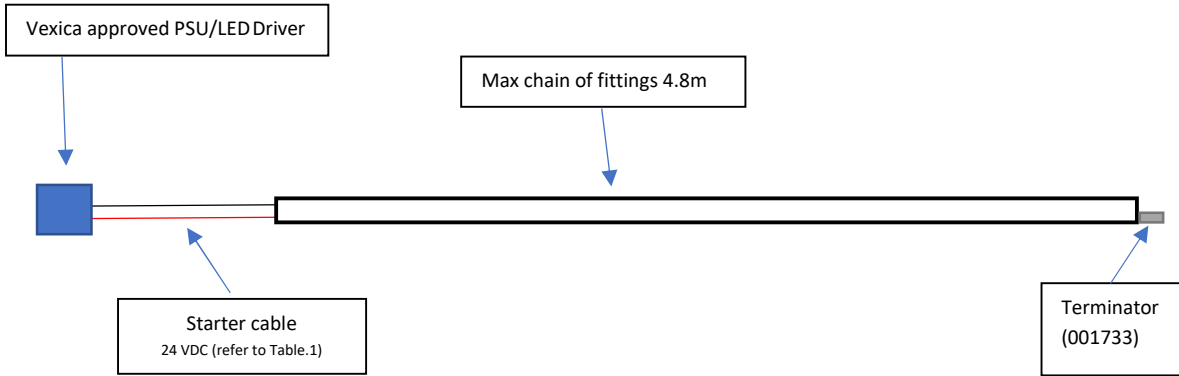 Vexica approved PSU/LED Driver
Max chain of fittings 4.8m
Starter cable
24 VDC (refer to Table.1)
Terminator
(001733)